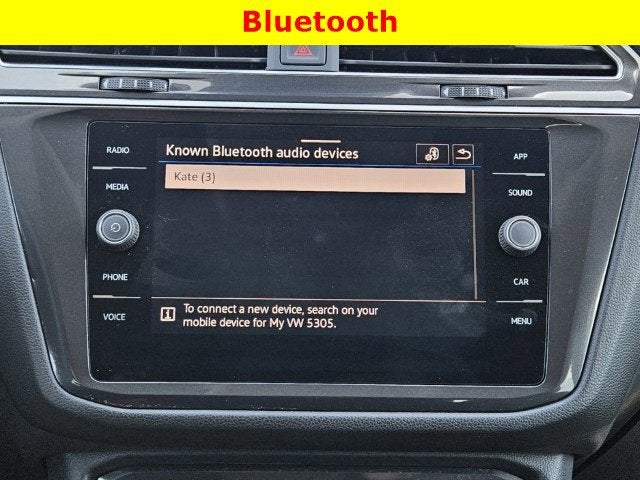 Bluetooth
RADIO
MEDIA
PHONE
VOICE
Known Bluetooth audio devices
Kate (3)
To connect a new device, search on your
mobile device for My VW 5305.
APP
SOUND
CAR
MENU